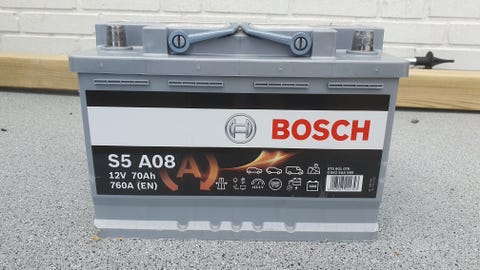 BOSCH
S5 A08
12V 70Ah
760A (EN)
A